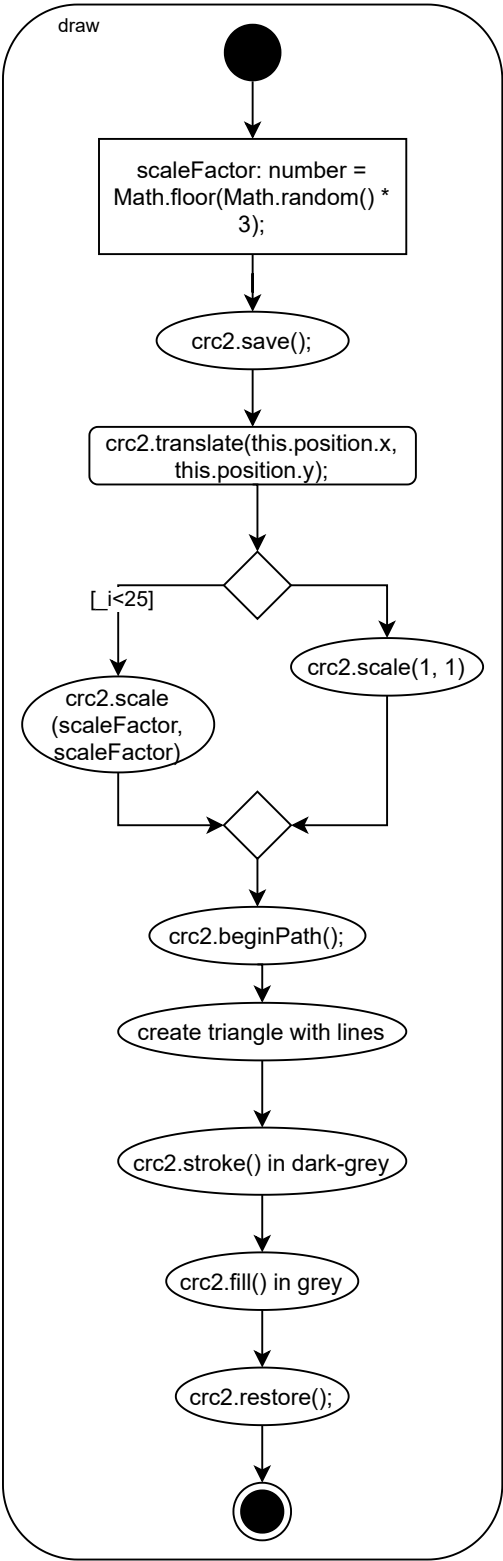 draw
scaleFactor: number =
Math.floor(Math.random() *
3);
crc2.save();
crc2.translate(this.position.x,
this.position.y);
[_i<25]
crc2.scale(1, 1)
crc2.scale
(scaleFactor,
scaleFactor)
crc2.beginPath();
create triangle with lines
crc2.stroke() in dark-grey
crc2.fill() in grey
crc2.restore();